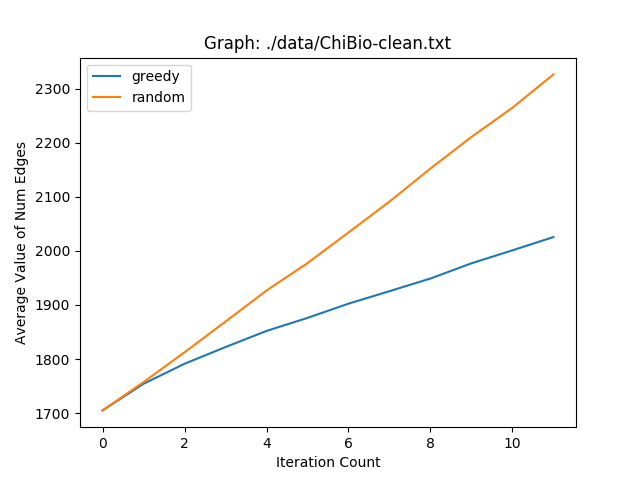 Graph: ./data/ChiBio-clean.txt
greedy
random
Average Value of Num Edges
2300
2200
2100
2000
1900
1800
1700
0 2 4 6 8 10
Iteration Count